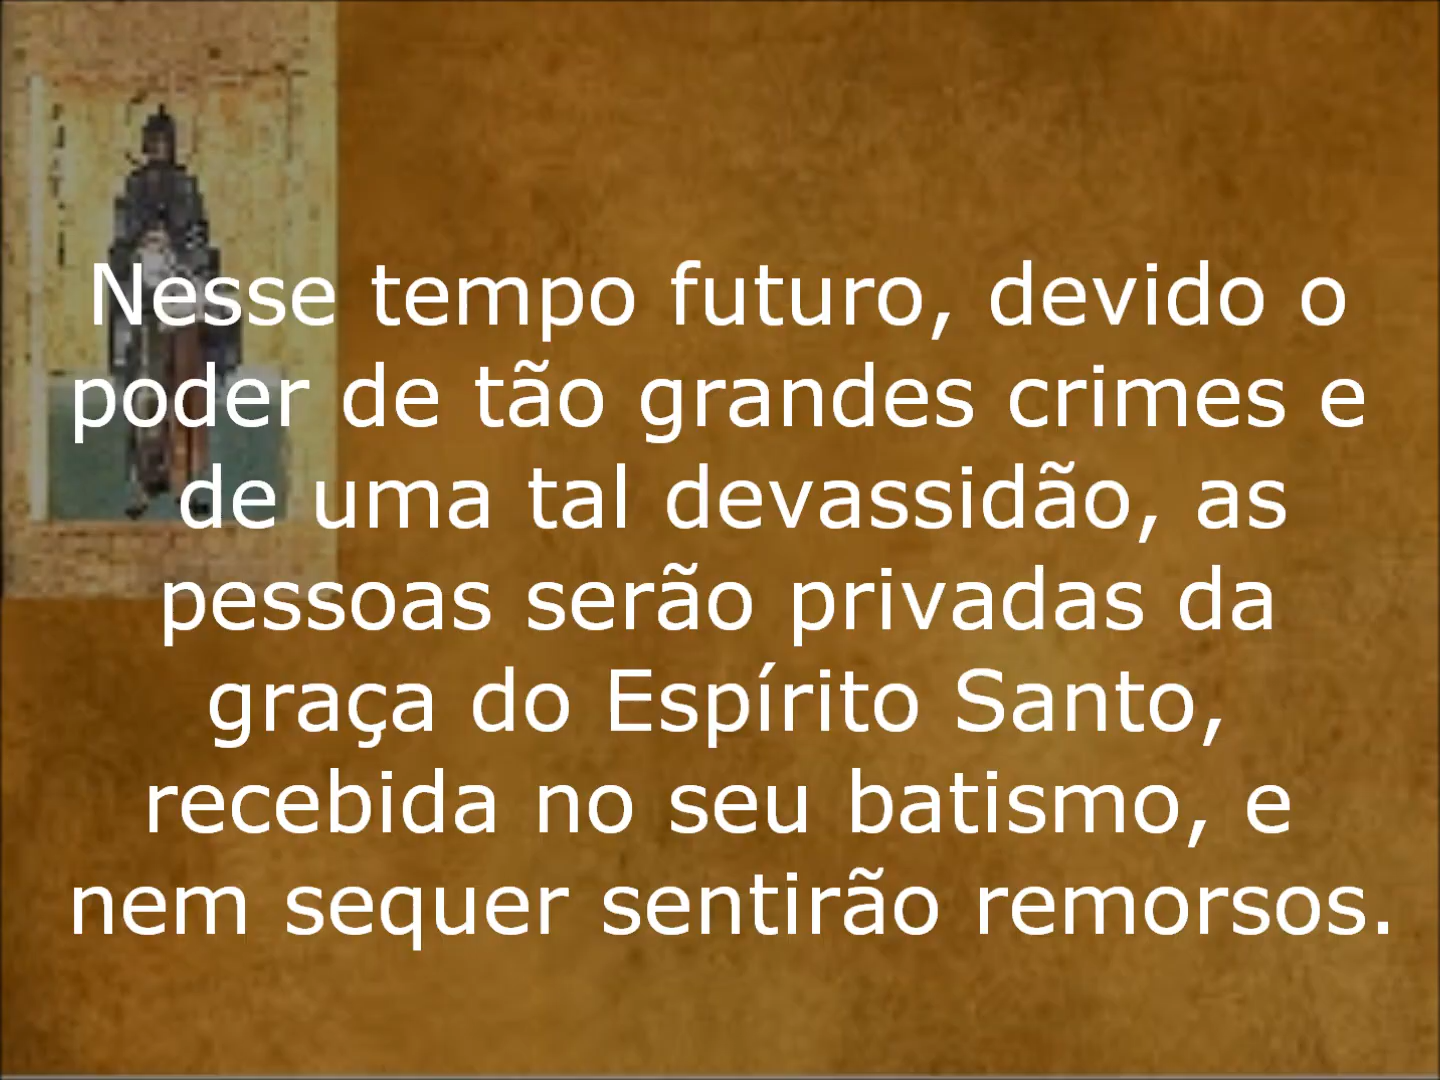 Nesse tempo futuro, devido o
poder de tão grandes crimes e
de uma tal devassidão, as
pessoas serão privadas da
graça do Espírito Santo,
recebida no seu batismo, e
nem sequer sentirão remorsos.